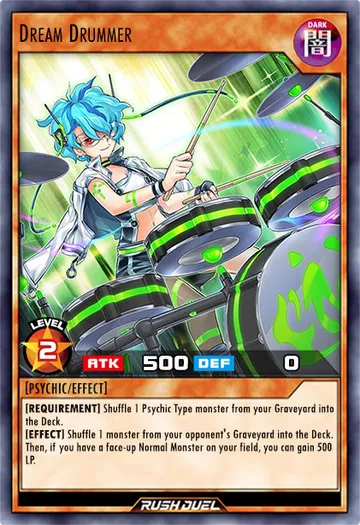 Dream Drummer
DARK
闇
LEVEL
2
ATK 500 DEF 0
[PSYCHIC/EFFECT]
[REQUIREMENT] Shuffle 1 Psychic Type monster from your Graveyard into
the Deck.
[EFFECT] Shuffle 1 monster from your opponent's Graveyard into the Deck.
Then, if you have a face-up Normal Monster on your field, you can gain 500
LP.
RUSH DUEL